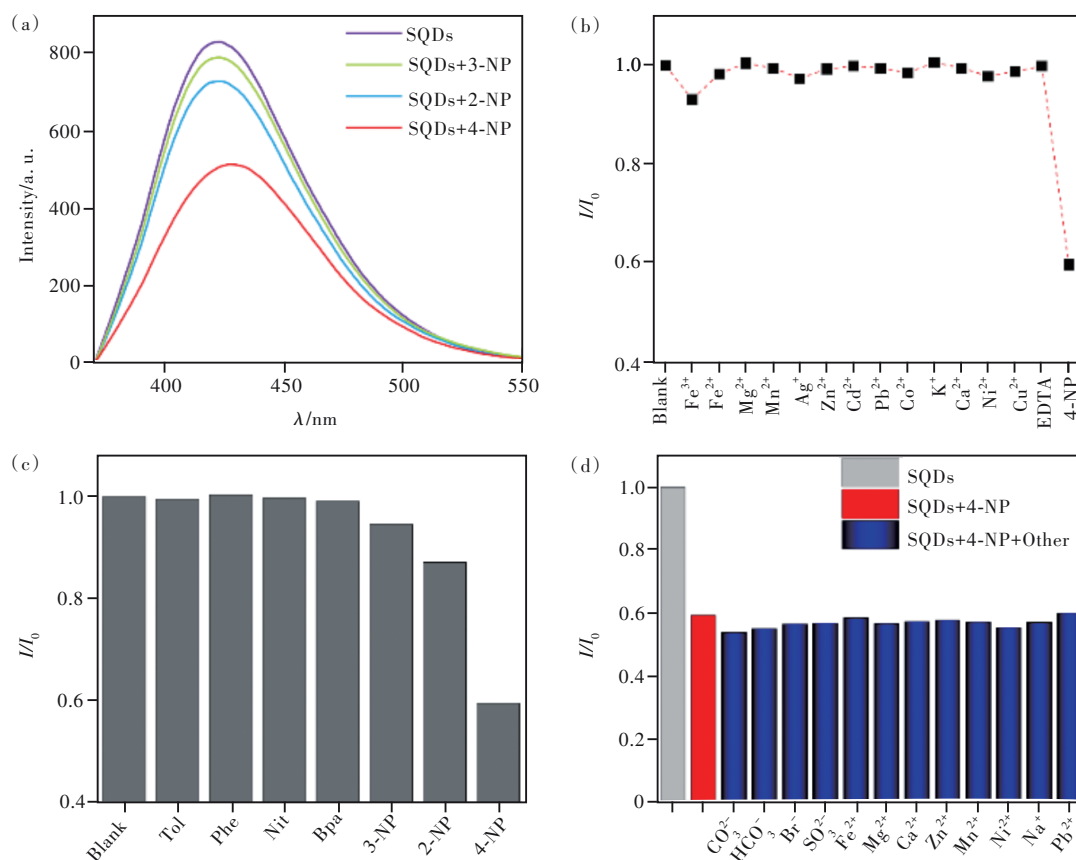 (a)
800
600
400
200
0
Intensity/a. u.
400
450
500
550
λ/nm
SQDs
SQDs+3-NP
SQDs+2-NP
SQDs+4-NP
(b)
1.0
0.8
0.6
0.4
I/I₀
Blank
Fe³⁺
Fe²⁺
Mg²⁺
Mn²⁺
Ag⁺
Zn²⁺
Cd²⁺
Pb²⁺
Co²⁺
K⁺
Ca²⁺
Ni²⁺
Cu²⁺
EDTA
4-NP
(c)
1.0
0.8
0.6
0.4
I/I₀
Blank
Tol
Phe
Nit
Bpa
3-NP
2-NP
4-NP
(d)
1.0
0.8
0.6
0.4
0.2
0
I/I₀
SQDs
SQDs+4-NP
SQDs+4-NP+Other
CO₃²⁻
HCO₃⁻
Br⁻
SO₃²⁻
Fe²⁺
Mg²⁺
Ca²⁺
Zn²⁺
Mn²⁺
Ni²⁺
Na⁺
Pb²⁺